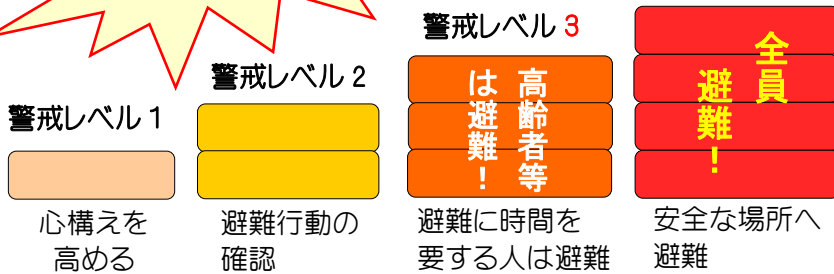 警戒レベル1
心構えを
高める
警戒レベル2
避難行動の
確認
警戒レベル3
高齢者等
は避難!
避難に時間を
要する人は避難
全員
避難!
安全な場所へ
避難